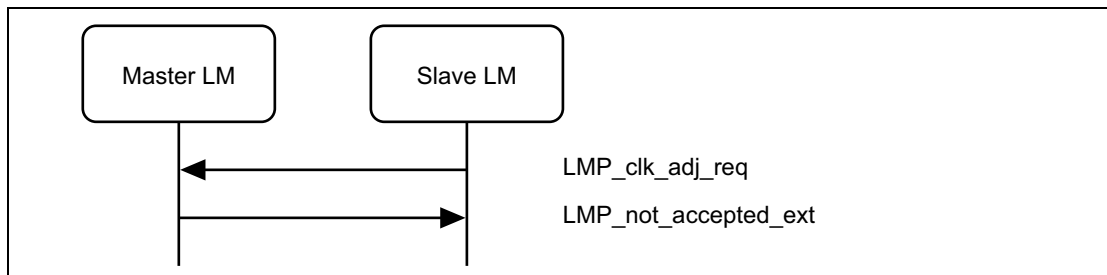 Master LM
Slave LM
LMP_clk_adj_req
LMP_not_accepted_ext